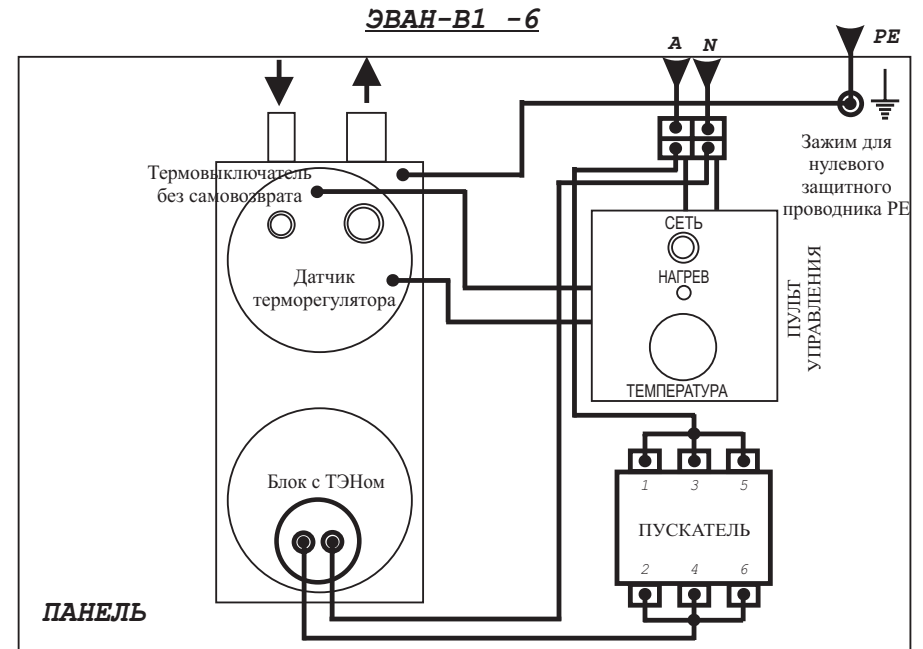 ЭВАН-В1 -6
A N
PE
Зажим для
нулевого
защитного
проводника РЕ
Термовыключатель
без самовозврата
Датчик
терморегулятора
СЕТЬ
НАГРЕВ
ТЕМПЕРАТУРА
ПУЛЬТ
УПРАВЛЕНИЯ
Блок с ТЭНом
1 3 5
ПУСКАТЕЛЬ
2 4 6
ПАНЕЛЬ